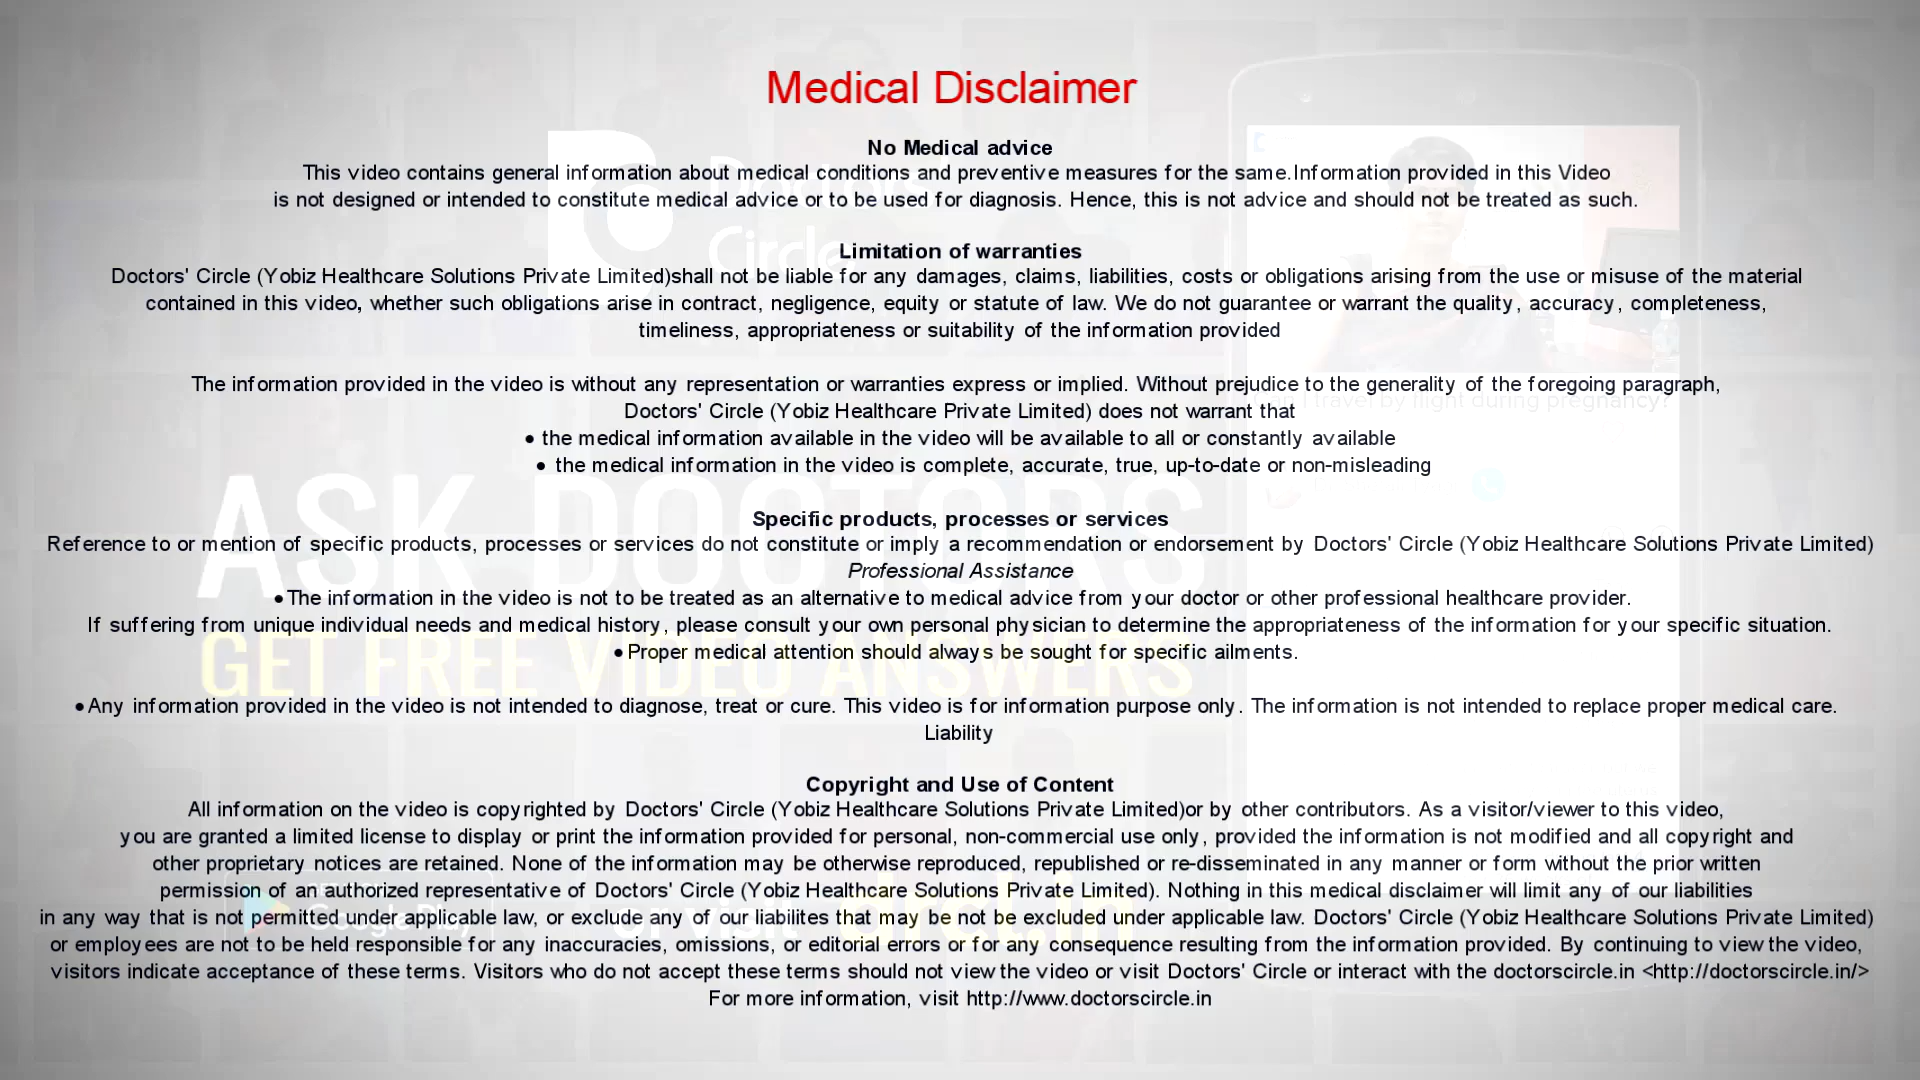 Medical Disclaimer
No Medical advice
This video contains general information about medical conditions and preventive measures for the same.Information provided in this Video
is not designed or intended to constitute medical advice or to be used for diagnosis. Hence, this is not advice and should not be treated as such.
Doctors'
Circle
Limitation of warranties
Doctors' Circle (Yobiz Healthcare Solutions Private Limited)shall not be liable for any damages, claims, liabilities, costs or obligations arising from the use or misuse of the material
contained in this video, whether such obligations arise in contract, negligence, equity or statute of law. We do not guarantee or warrant the quality, accuracy, completeness,
timeliness, appropriateness or suitability of the information provided
The information provided in the video is without any representation or warranties express or implied. Without prejudice to the generality of the foregoing paragraph,
Can I travel by flight during pregnancy?
Doctors' Circle (Yobiz Healthcare Private Limited) does not warrant that
• the medical information available in the video will be available to all or constantly available
• the medical information in the video is complete, accurate, true, up-to-date or non-misleading
ASK DOCTORS
Specific products, processes or services
Reference to or mention of specific products, processes or services do not constitute or imply a recommendation or endorsement by Doctors' Circle (Yobiz Healthcare Solutions Private Limited)
Professional Assistance
•The information in the video is not to be treated as an alternative to medical advice from your doctor or other professional healthcare provider.
If suffering from unique individual needs and medical history, please consult your own personal physician to determine the appropriateness of the information for your specific situation.
GET FREE VIDEO ANSWERS
•Proper medical attention should always be sought for specific ailments.
•Any information provided in the video is not intended to diagnose, treat or cure. This video is for information purpose only. The information is not intended to replace proper medical care.
Liability
Copyright and Use of Content
All information on the video is copyrighted by Doctors' Circle (Yobiz Healthcare Solutions Private Limited)or by other contributors. As a visitor/viewer to this video,
you are granted a limited license to display or print the information provided for personal, non-commercial use only, provided the information is not modified and all copyright and
other proprietary notices are retained. None of the information may be otherwise reproduced, republished or re-disseminated in any manner or form without the prior written
permission of an authorized representative of Doctors' Circle (Yobiz Healthcare Solutions Private Limited). Nothing in this medical disclaimer will limit any of our liabilities
in any way that is not permitted under applicable law, or exclude any of our liabilites that may be not be excluded under applicable law. Doctors' Circle (Yobiz Healthcare Solutions Private Limited)
Google Play
or visit drcl.in
or employees are not to be held responsible for any inaccuracies, omissions, or editorial errors or for any consequence resulting from the information provided. By continuing to view the video,
visitors indicate acceptance of these terms. Visitors who do not accept these terms should not view the video or visit Doctors' Circle or interact with the doctorscircle.in <http://doctorscircle.in/>
For more information, visit http://www.doctorscircle.in